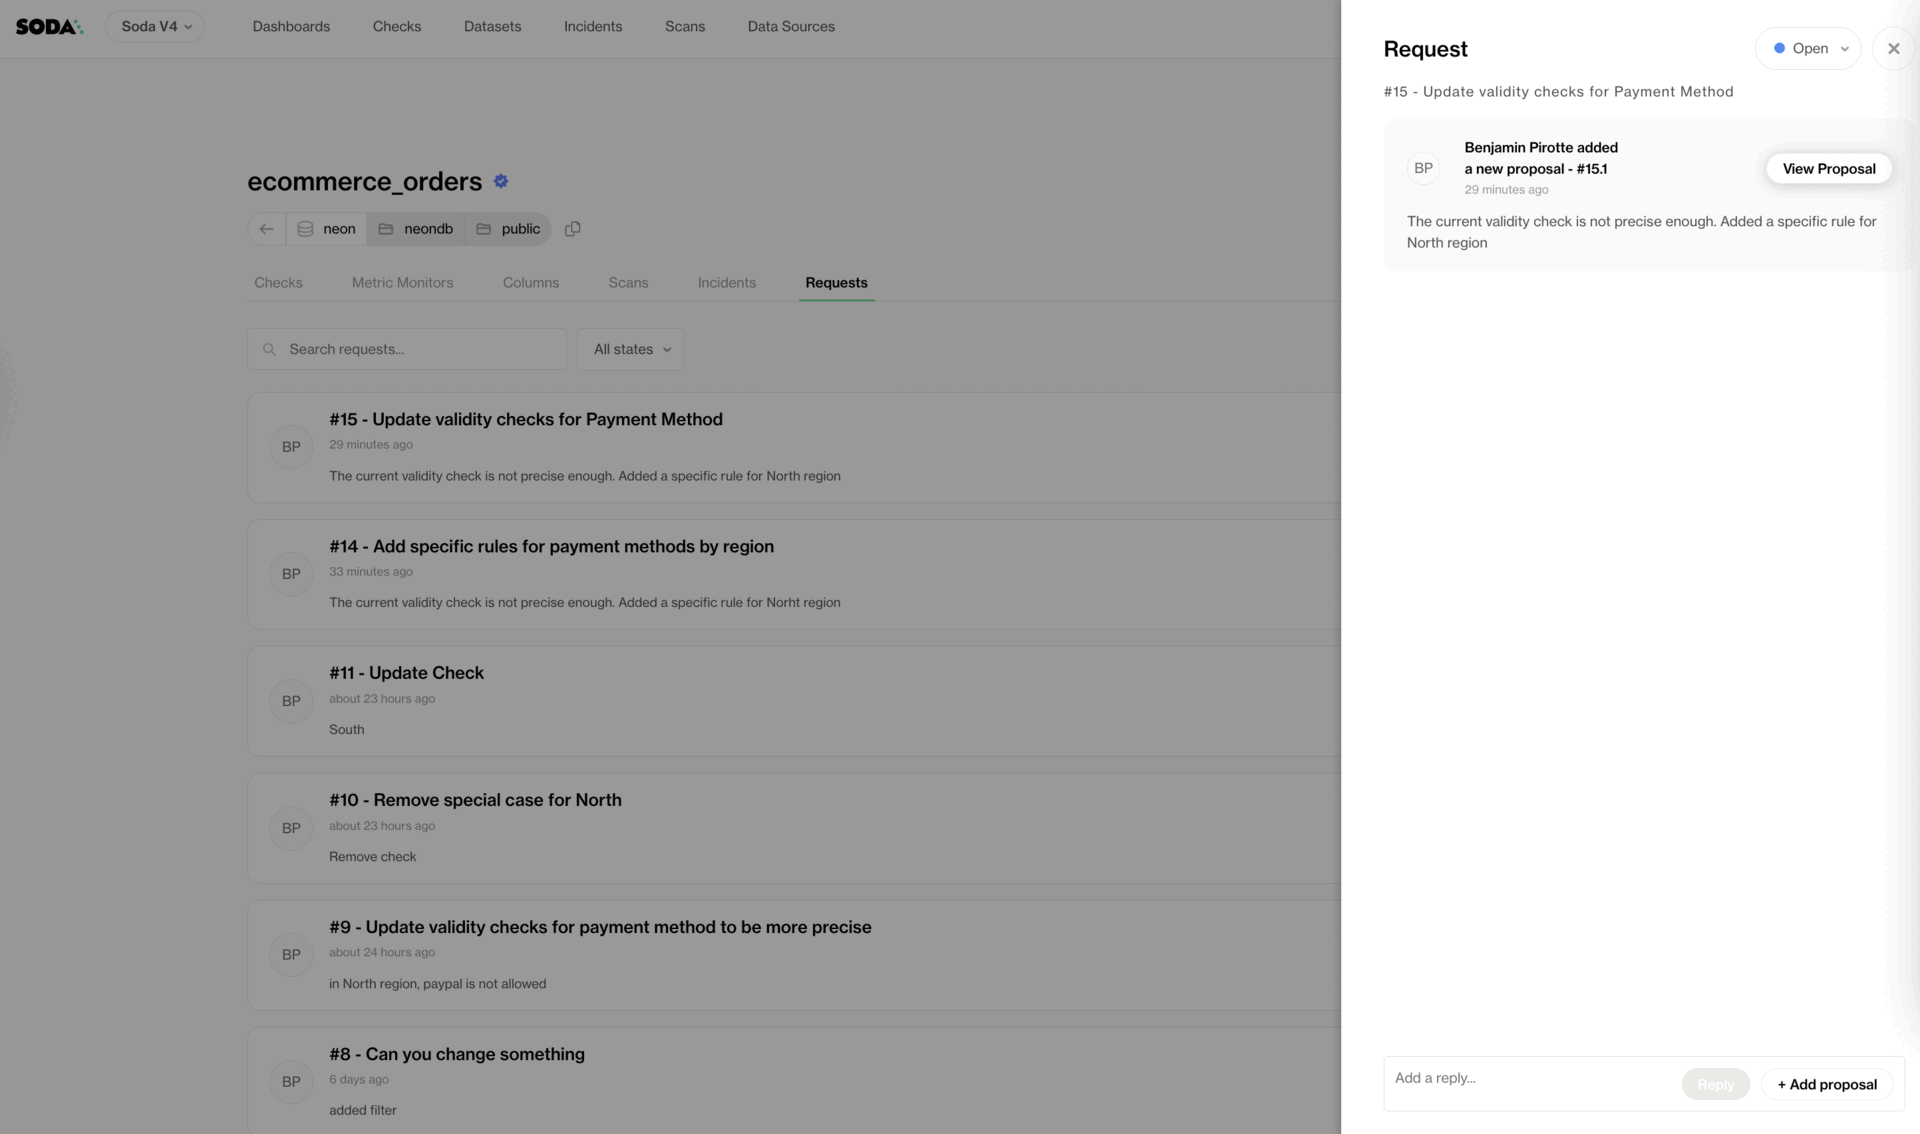 SODA
Soda V4
Dashboards
Checks
Datasets
Incidents
Scans
Data Sources
ecommerce_orders
neon
neondb
public
Checks
Metric Monitors
Columns
Scans
Incidents
Requests
Search requests...
All states
BP
#15 - Update validity checks for Payment Method
29 minutes ago
The current validity check is not precise enough. Added a specific rule for North region
BP
#14 - Add specific rules for payment methods by region
33 minutes ago
The current validity check is not precise enough. Added a specific rule for Norht region
BP
#11 - Update Check
about 23 hours ago
South
BP
#10 - Remove special case for North
about 23 hours ago
Remove check
BP
#9 - Update validity checks for payment method to be more precise
about 24 hours ago
in North region, paypal is not allowed
BP
#8 - Can you change something
6 days ago
added filter
Request
Open
#15 - Update validity checks for Payment Method
BP
Benjamin Pirotte added
a new proposal - #15.1
29 minutes ago
View Proposal
The current validity check is not precise enough. Added a specific rule for
North region
Add a reply...
Reply
+ Add proposal